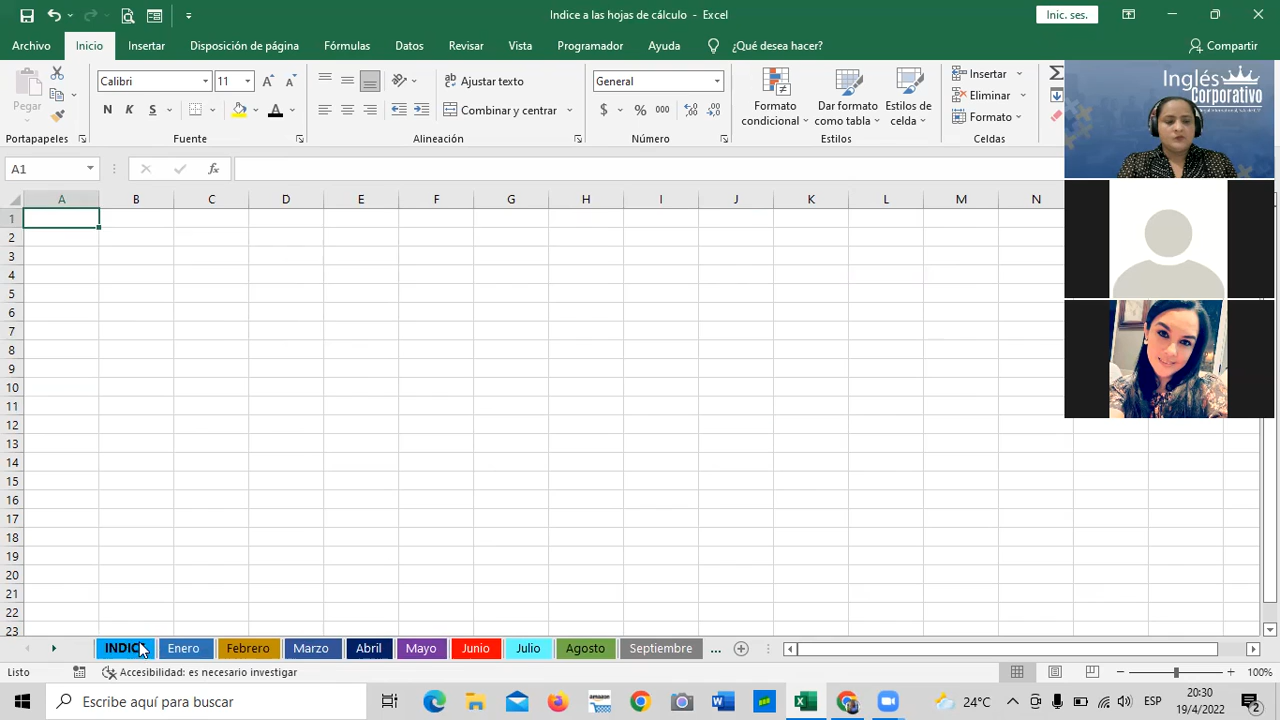 Indice a las hojas de cálculo - Excel
Inic. ses.
Archivo Inicio Insertar Disposición de página Fórmulas Datos Revisar Vista Programador Ayuda ¿Qué desea hacer? Compartir
Pegar
Calibri 11
N K S
Ajustar texto
Combinar y centrar
General
$ % 000
Formato condicional
Dar formato como tabla
Estilos de celda
Insertar
Eliminar
Formato
Portapapeles Fuente Alineación Número Estilos Celdas
Inglés
Corporativo
A1 fx
A B C D E F G H I J K L M N
1
2
3
4
5
6
7
8
9
10
11
12
13
14
15
16
17
18
19
20
21
22
23
INDIC Enero Febrero Marzo Abril Mayo Junio Julio Agosto Septiembre ...
Listo Accesibilidad: es necesario investigar 100%
Escribe aquí para buscar
24°C ESP
20:30
19/4/2022
2